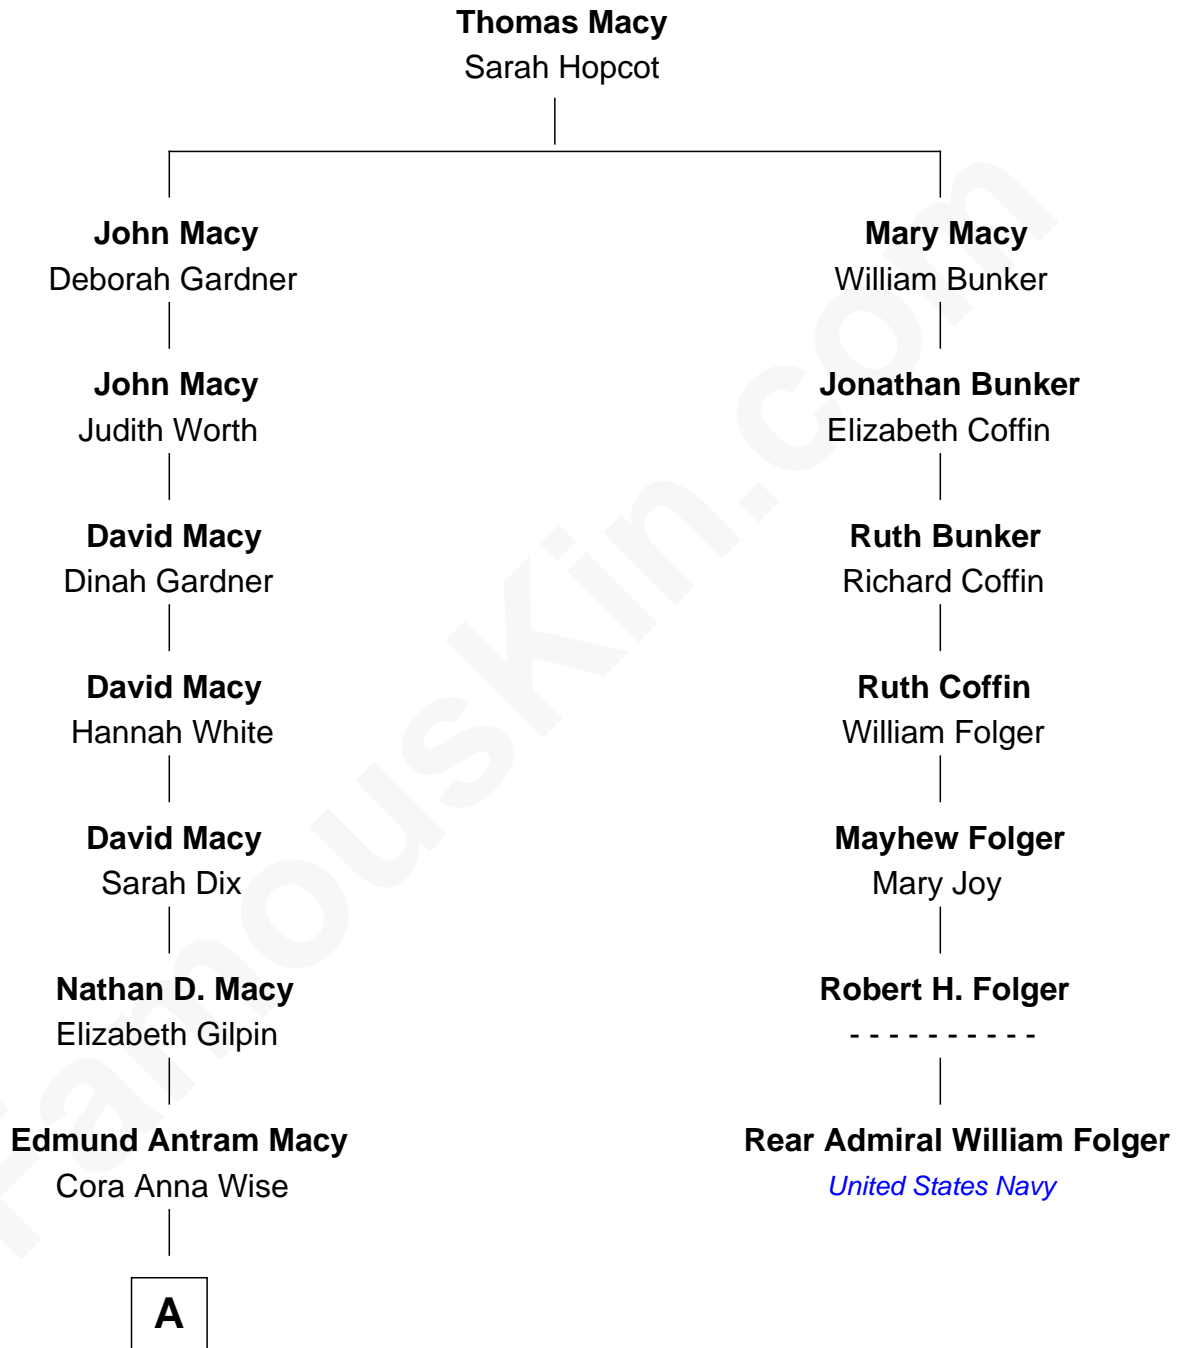 Thomas Macy
Sarah Hopcot
John Macy
Deborah Gardner
Mary Macy
William Bunker
John Macy
Judith Worth
Jonathan Bunker
Elizabeth Coffin
David Macy
Dinah Gardner
Ruth Bunker
Richard Coffin
David Macy
Hannah White
Ruth Coffin
William Folger
David Macy
Sarah Dix
Mayhew Folger
Mary Joy
Nathan D. Macy
Elizabeth Gilpin
Robert H. Folger
- - - - - - - - - -
Edmund Antram Macy
Cora Anna Wise
Rear Admiral William Folger
United States Navy
A
FamousKin.com